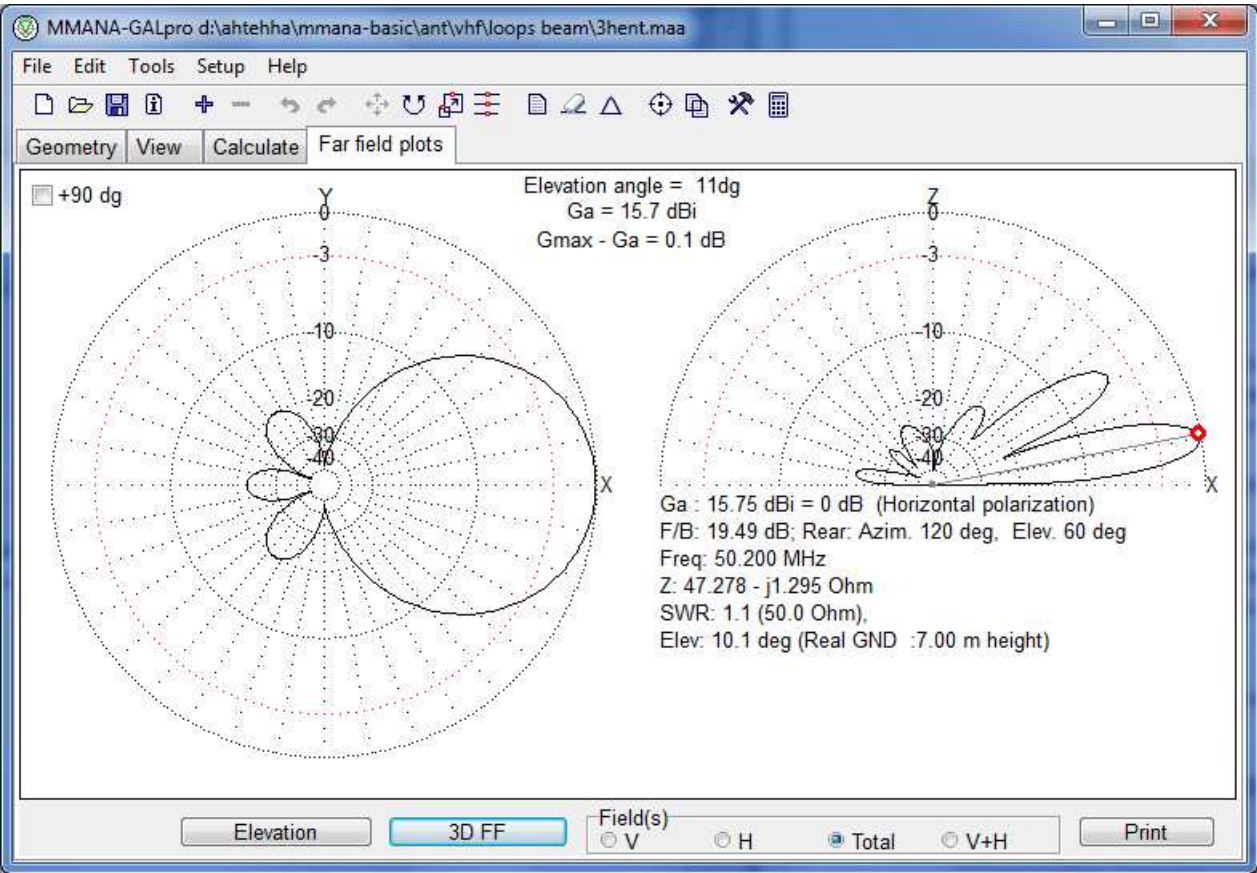 MMANA-GALpro d:\ahtehha\mmana-basic\ant\vhf\loops beam\3hent.maa
File Edit Tools Setup Help
Geometry View Calculate Far field plots
+90 dg
Elevation angle = 11dg
Ga = 15.7 dBi
Gmax - Ga = 0.1 dB
Y
0
-3
-10
-20
-30
-40
X
Z
0
-3
-10
-20
-30
-40
X
Ga : 15.75 dBi = 0 dB (Horizontal polarization)
F/B: 19.49 dB; Rear: Azim. 120 deg, Elev. 60 deg
Freq: 50.200 MHz
Z: 47.278 - j1.295 Ohm
SWR: 1.1 (50.0 Ohm),
Elev: 10.1 deg (Real GND :7.00 m height)
Elevation 3D FF
Field(s)
V H Total V+H
Print